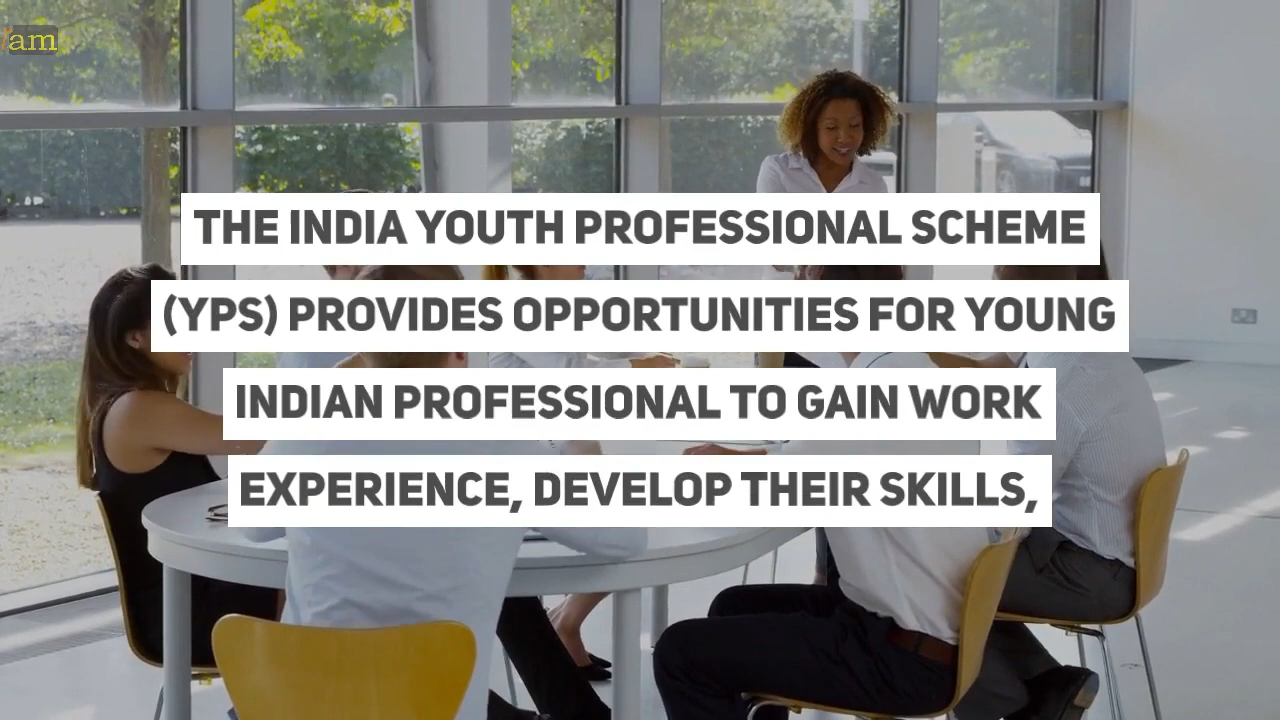 am
THE INDIA YOUTH PROFESSIONAL SCHEME
(YPS) PROVIDES OPPORTUNITIES FOR YOUNG
INDIAN PROFESSIONAL TO GAIN WORK
EXPERIENCE, DEVELOP THEIR SKILLS,